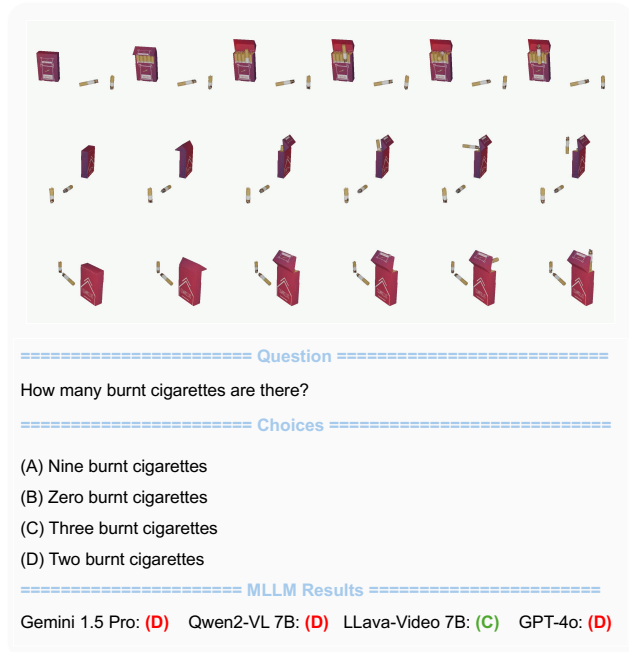 ======================= Question ===========================
How many burnt cigarettes are there?
======================= Choices ============================
(A) Nine burnt cigarettes
(B) Zero burnt cigarettes
(C) Three burnt cigarettes
(D) Two burnt cigarettes
====================== MLLM Results =======================
Gemini 1.5 Pro: (D) Qwen2-VL 7B: (D) LLava-Video 7B: (C) GPT-4o: (D)